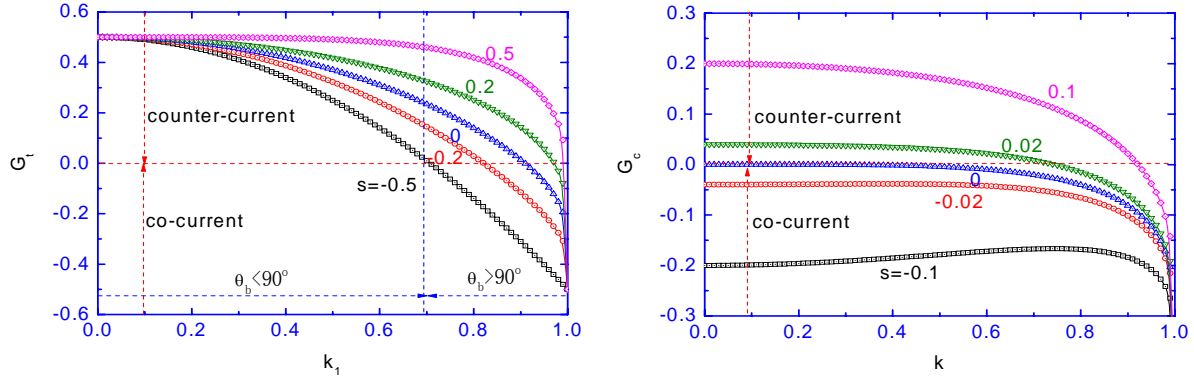 0.6
0.4
0.2
0.0
-0.2
-0.4
-0.6
G_t
0.5
0.2
0
-0.2
s=-0.5
counter-current
co-current
θ_b<90°
θ_b>90°
0.0 0.2 0.4 0.6 0.8 1.0
k_1
0.3
0.2
0.1
0.0
-0.1
-0.2
-0.3
G_c
0.1
counter-current
0.02
0
-0.02
co-current
s=-0.1
0.0 0.2 0.4 0.6 0.8 1.0
k